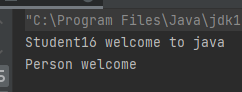 "C:\Program Files\Java\jdk1
Student16 welcome to java
Person welcome